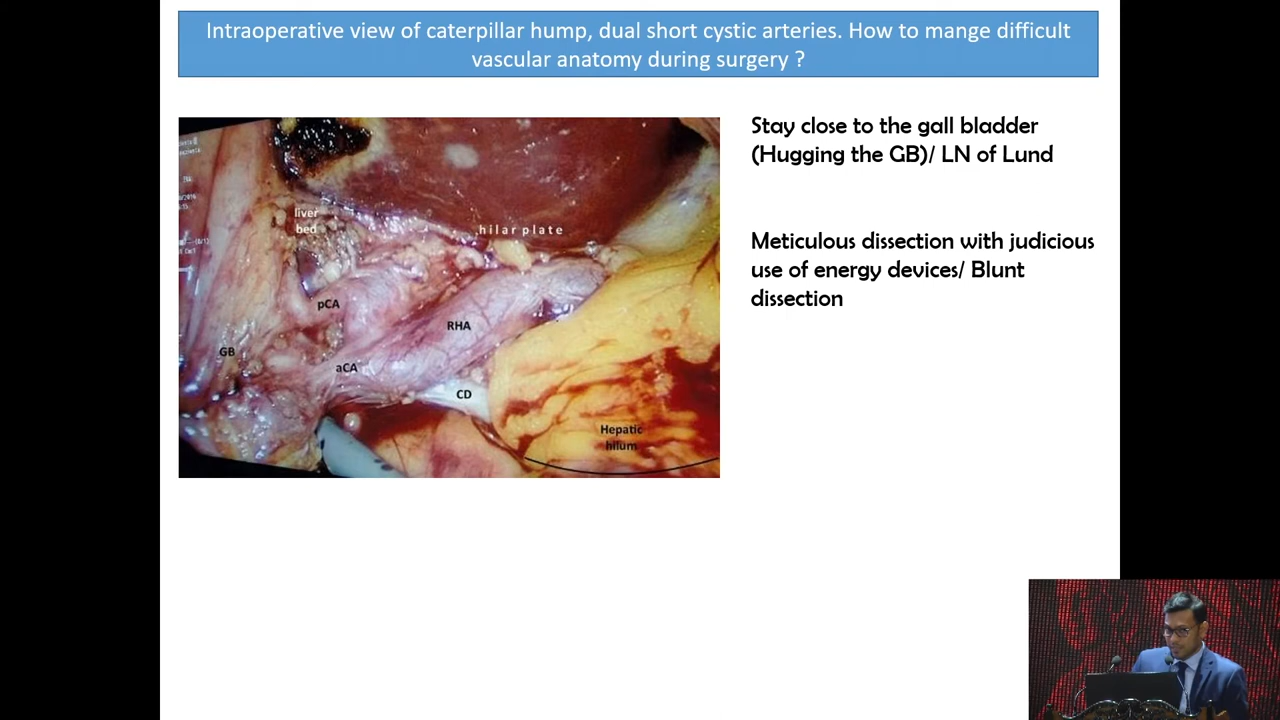 Intraoperative view of caterpillar hump, dual short cystic arteries. How to mange difficult
vascular anatomy during surgery ?
Stay close to the gall bladder
(Hugging the GB)/ LN of Lund
Meticulous dissection with judicious
use of energy devices/ Blunt
dissection
liver
bed
hilar plate
pCA
RHA
GB
aCA
CD
Hepatic
hilum